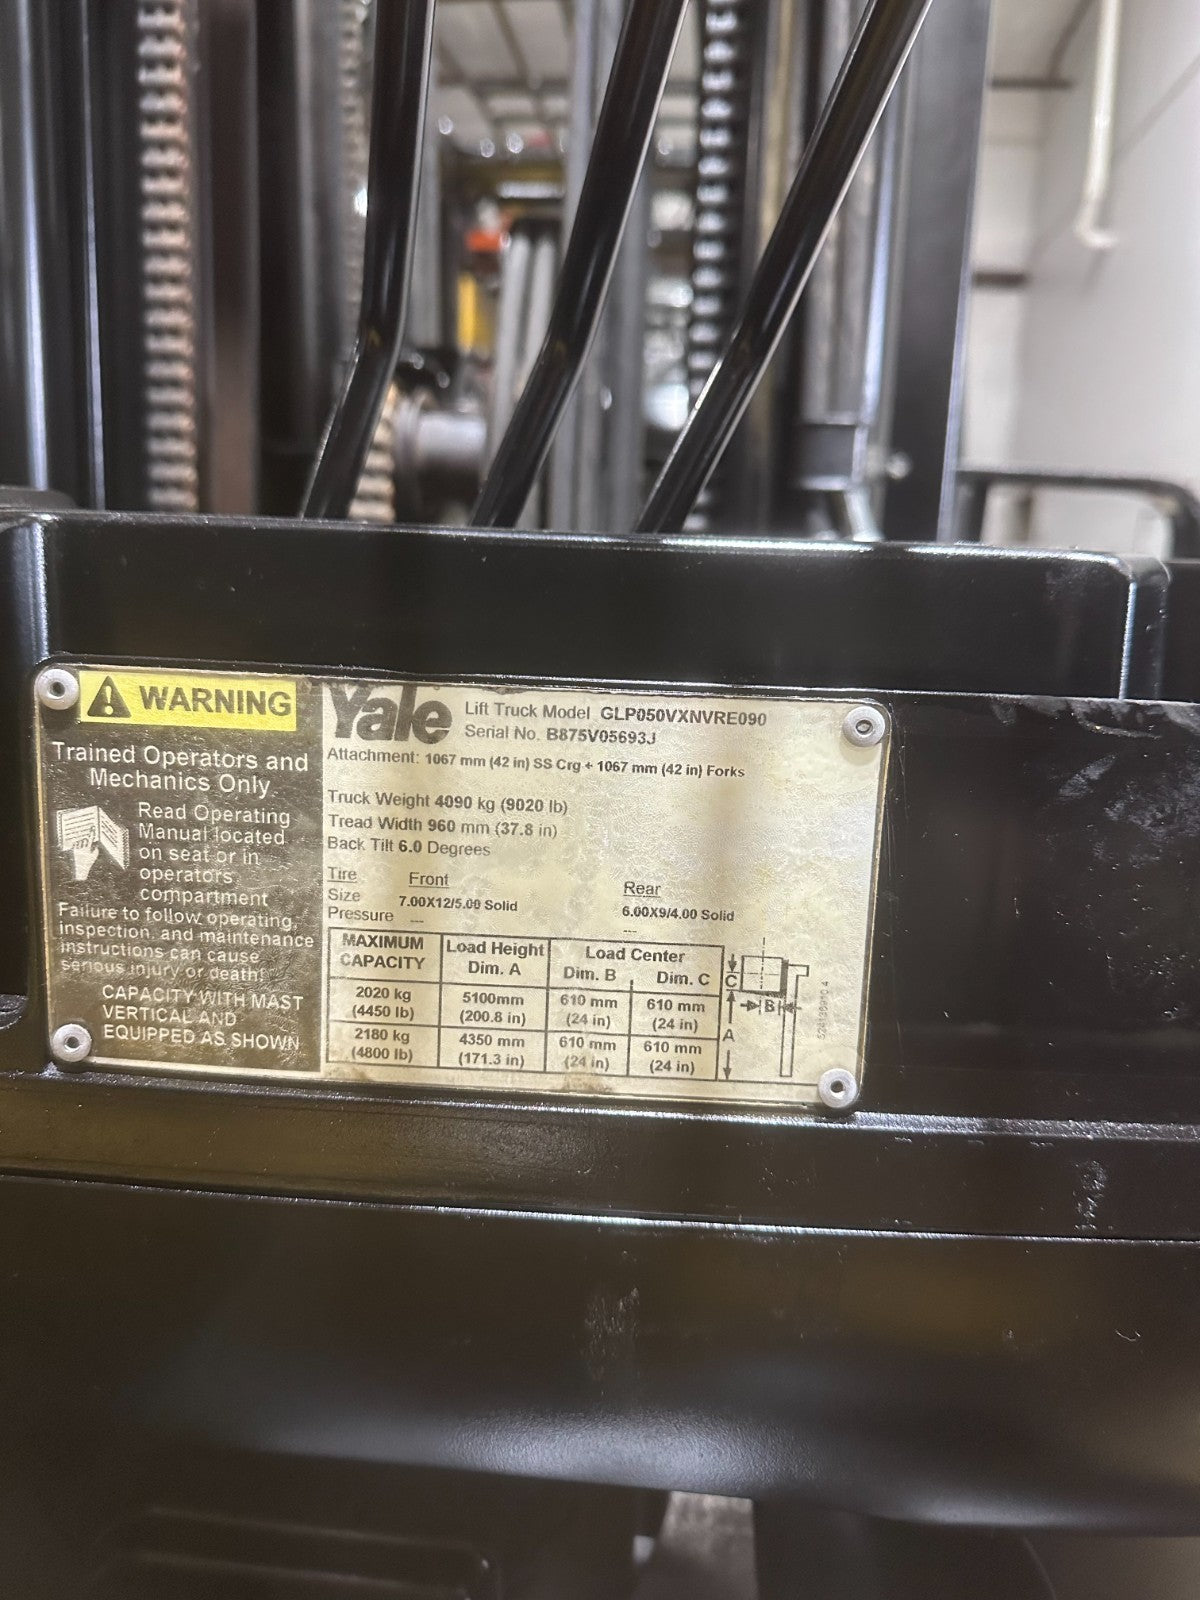 WARNING
Trained Operators and
Mechanics Only
Read Operating
Manual located
on seat or in
operators
compartment
Failure to follow operating,
inspection, and maintenance
instructions can cause
serious injury or death!
CAPACITY WITH MAST
VERTICAL AND
EQUIPPED AS SHOWN
Yale
Lift Truck Model GLP050VXNVRE090
Serial No. B875V05693J
Attachment: 1067 mm (42 in) SS Crg + 1067 mm (42 in) Forks
Truck Weight 4090 kg (9020 lb)
Tread Width 960 mm (37.8 in)
Back Tilt 6.0 Degrees
Tire Front Rear
Size 7.00X12/5.00 Solid 6.00X9/4.00 Solid
Pressure --- ---
MAXIMUM CAPACITY Load Height Dim. A Load Center Dim. B Dim. C
2020 kg (4450 lb) 5100mm (200.8 in) 610 mm (24 in) 610 mm (24 in)
2180 kg (4800 lb) 4350 mm (171.3 in) 610 mm (24 in) 610 mm (24 in)
C
B
A